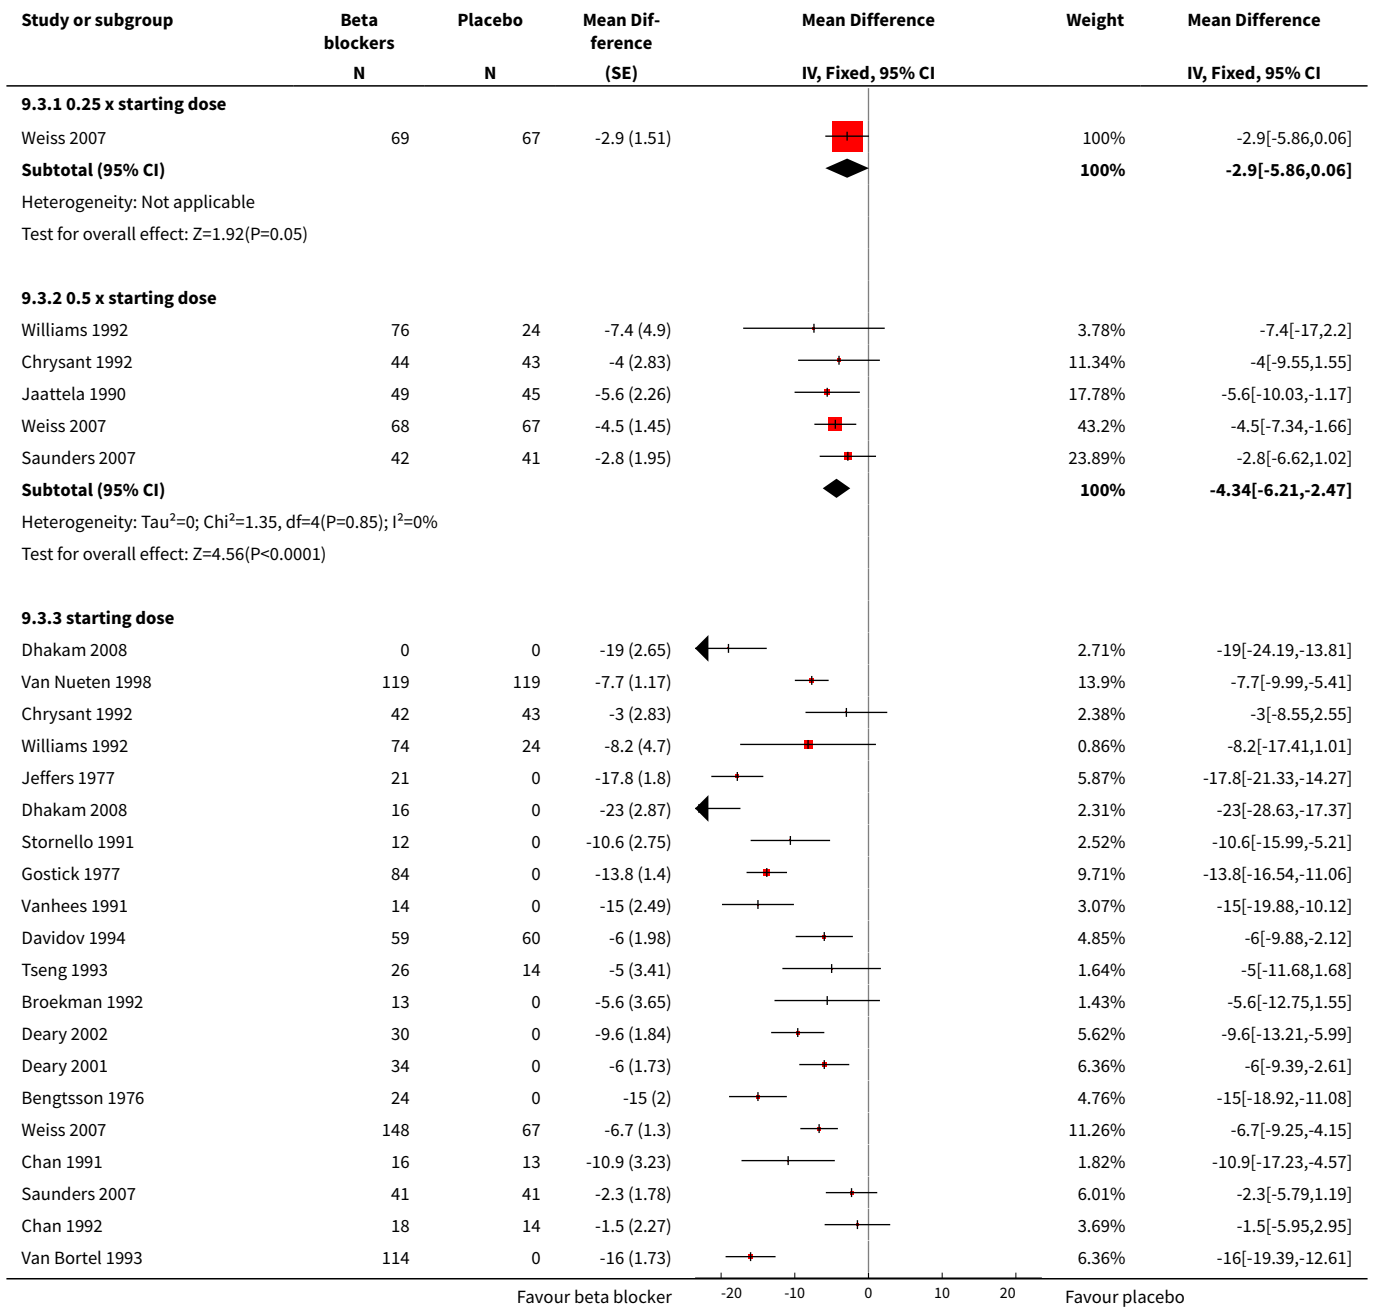 Study or subgroup Beta blockers Placebo Mean Dif- ference Mean Difference Weight Mean Difference
N N (SE) IV, Fixed, 95% CI IV, Fixed, 95% CI
9.3.1 0.25 x starting dose
Weiss 2007 69 67 -2.9 (1.51) 100% -2.9[-5.86,0.06]
Subtotal (95% CI) 100% -2.9[-5.86,0.06]
Heterogeneity: Not applicable
Test for overall effect: Z=1.92(P=0.05)
9.3.2 0.5 x starting dose
Williams 1992 76 24 -7.4 (4.9) 3.78% -7.4[-17,2.2]
Chrysant 1992 44 43 -4 (2.83) 11.34% -4[-9.55,1.55]
Jaattela 1990 49 45 -5.6 (2.26) 17.78% -5.6[-10.03,-1.17]
Weiss 2007 68 67 -4.5 (1.45) 43.2% -4.5[-7.34,-1.66]
Saunders 2007 42 41 -2.8 (1.95) 23.89% -2.8[-6.62,1.02]
Subtotal (95% CI) 100% -4.34[-6.21,-2.47]
Heterogeneity: Tau²=0; Chi²=1.35, df=4(P=0.85); I²=0%
Test for overall effect: Z=4.56(P<0.0001)
9.3.3 starting dose
Dhakam 2008 0 0 -19 (2.65) 2.71% -19[-24.19,-13.81]
Van Nueten 1998 119 119 -7.7 (1.17) 13.9% -7.7[-9.99,-5.41]
Chrysant 1992 42 43 -3 (2.83) 2.38% -3[-8.55,2.55]
Williams 1992 74 24 -8.2 (4.7) 0.86% -8.2[-17.41,1.01]
Jeffers 1977 21 0 -17.8 (1.8) 5.87% -17.8[-21.33,-14.27]
Dhakam 2008 16 0 -23 (2.87) 2.31% -23[-28.63,-17.37]
Stornello 1991 12 0 -10.6 (2.75) 2.52% -10.6[-15.99,-5.21]
Gostick 1977 84 0 -13.8 (1.4) 9.71% -13.8[-16.54,-11.06]
Vanhees 1991 14 0 -15 (2.49) 3.07% -15[-19.88,-10.12]
Davidov 1994 59 60 -6 (1.98) 4.85% -6[-9.88,-2.12]
Tseng 1993 26 14 -5 (3.41) 1.64% -5[-11.68,1.68]
Broekman 1992 13 0 -5.6 (3.65) 1.43% -5.6[-12.75,1.55]
Deary 2002 30 0 -9.6 (1.84) 5.62% -9.6[-13.21,-5.99]
Deary 2001 34 0 -6 (1.73) 6.36% -6[-9.39,-2.61]
Bengtsson 1976 24 0 -15 (2) 4.76% -15[-18.92,-11.08]
Weiss 2007 148 67 -6.7 (1.3) 11.26% -6.7[-9.25,-4.15]
Chan 1991 16 13 -10.9 (3.23) 1.82% -10.9[-17.23,-4.57]
Saunders 2007 41 41 -2.3 (1.78) 6.01% -2.3[-5.79,1.19]
Chan 1992 18 14 -1.5 (2.27) 3.69% -1.5[-5.95,2.95]
Van Bortel 1993 114 0 -16 (1.73) 6.36% -16[-19.39,-12.61]
Favour beta blocker -20 -10 0 10 20 Favour placebo